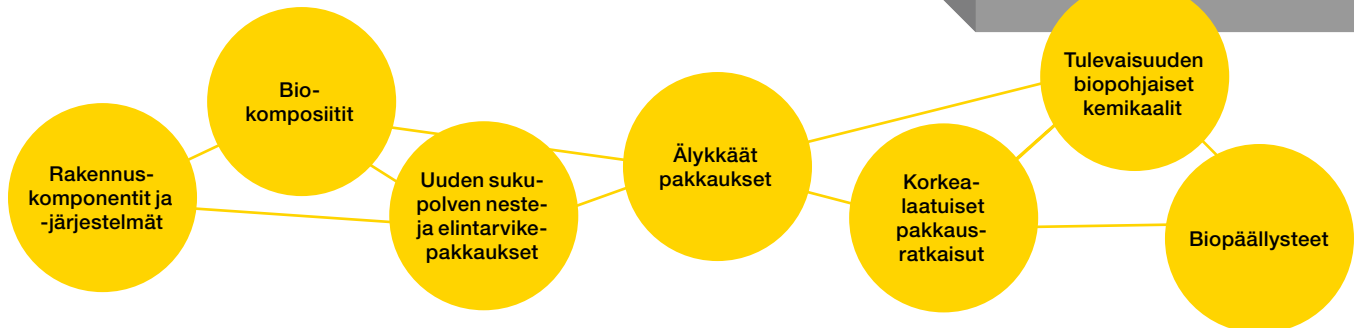 Rakennus-
komponentit ja
-järjestelmät
Bio-
komposiitit
Uuden suku-
polven neste-
ja elintarvike-
pakkaukset
Älykkäät
pakkaukset
Korkea-
laatuiset
pakkaus-
ratkaisut
Tulevaisuuden
biopohjaiset
kemikaalit
Biopäällysteet